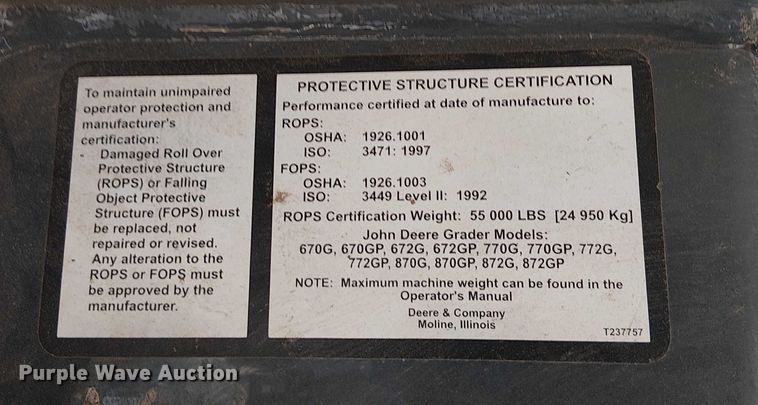 To maintain unimpaired
operator protection and
manufacturer's
certification:
- Damaged Roll Over
Protective Structure
(ROPS) or Falling
Object Protective
Structure (FOPS) must
be replaced, not
repaired or revised.
- Any alteration to the
ROPS or FOPS must
be approved by the
manufacturer.
PROTECTIVE STRUCTURE CERTIFICATION
Performance certified at date of manufacture to:
ROPS:
OSHA: 1926.1001
ISO: 3471: 1997
FOPS:
OSHA: 1926.1003
ISO: 3449 Level II: 1992
ROPS Certification Weight: 55 000 LBS [24 950 Kg]
John Deere Grader Models:
670G, 670GP, 672G, 672GP, 770G, 770GP, 772G,
772GP, 870G, 870GP, 872G, 872GP
NOTE: Maximum machine weight can be found in the
Operator's Manual
Deere & Company
Moline, Illinois
T237757
Purple Wave Auction